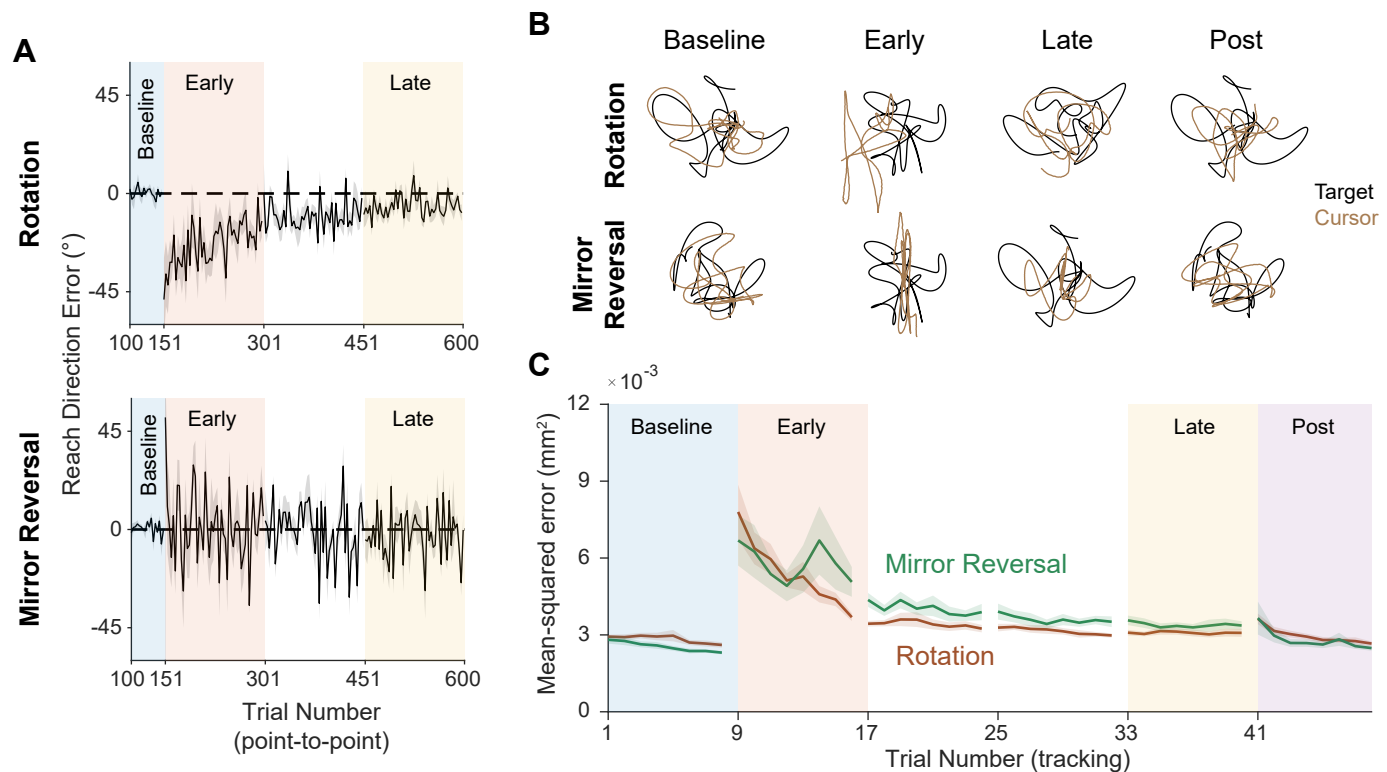 A
Rotation
Mirror Reversal
Reach Direction Error (°)
45
0
-45
Baseline
Early
Late
100 151 301 451 600
45
0
-45
Baseline
Early
Late
100 151 301 451 600
Trial Number
(point-to-point)
B
Baseline Early Late Post
Rotation
Mirror
Reversal
Target
Cursor
C
× 10-3
Mean-squared error (mm²)
12
9
6
3
0
Baseline Early Late Post
Mirror Reversal
Rotation
1 9 17 25 33 41
Trial Number (tracking)